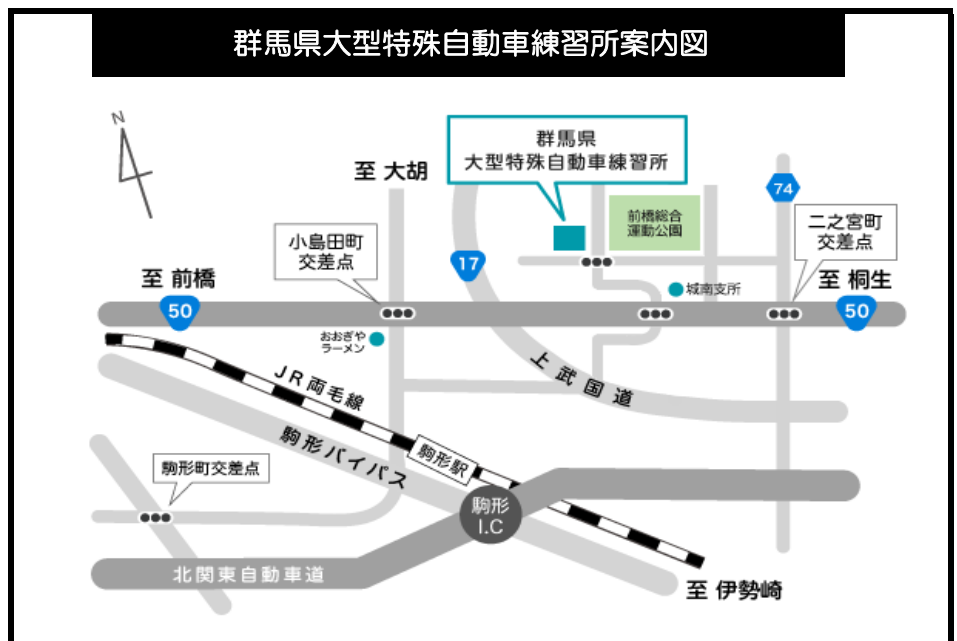 群馬県大型特殊自動車練習所案内図
N
群馬県
大型特殊自動車練習所
至 大胡
74
前橋総合
運動公園
二之宮町
交差点
小島田町
交差点
17
至 前橋
至 桐生
城南支所
50
50
おおぎや
ラーメン
上武国道
JR両毛線
駒形バイパス
駒形駅
駒形町交差点
駒形
I.C
北関東自動車道
至 伊勢崎